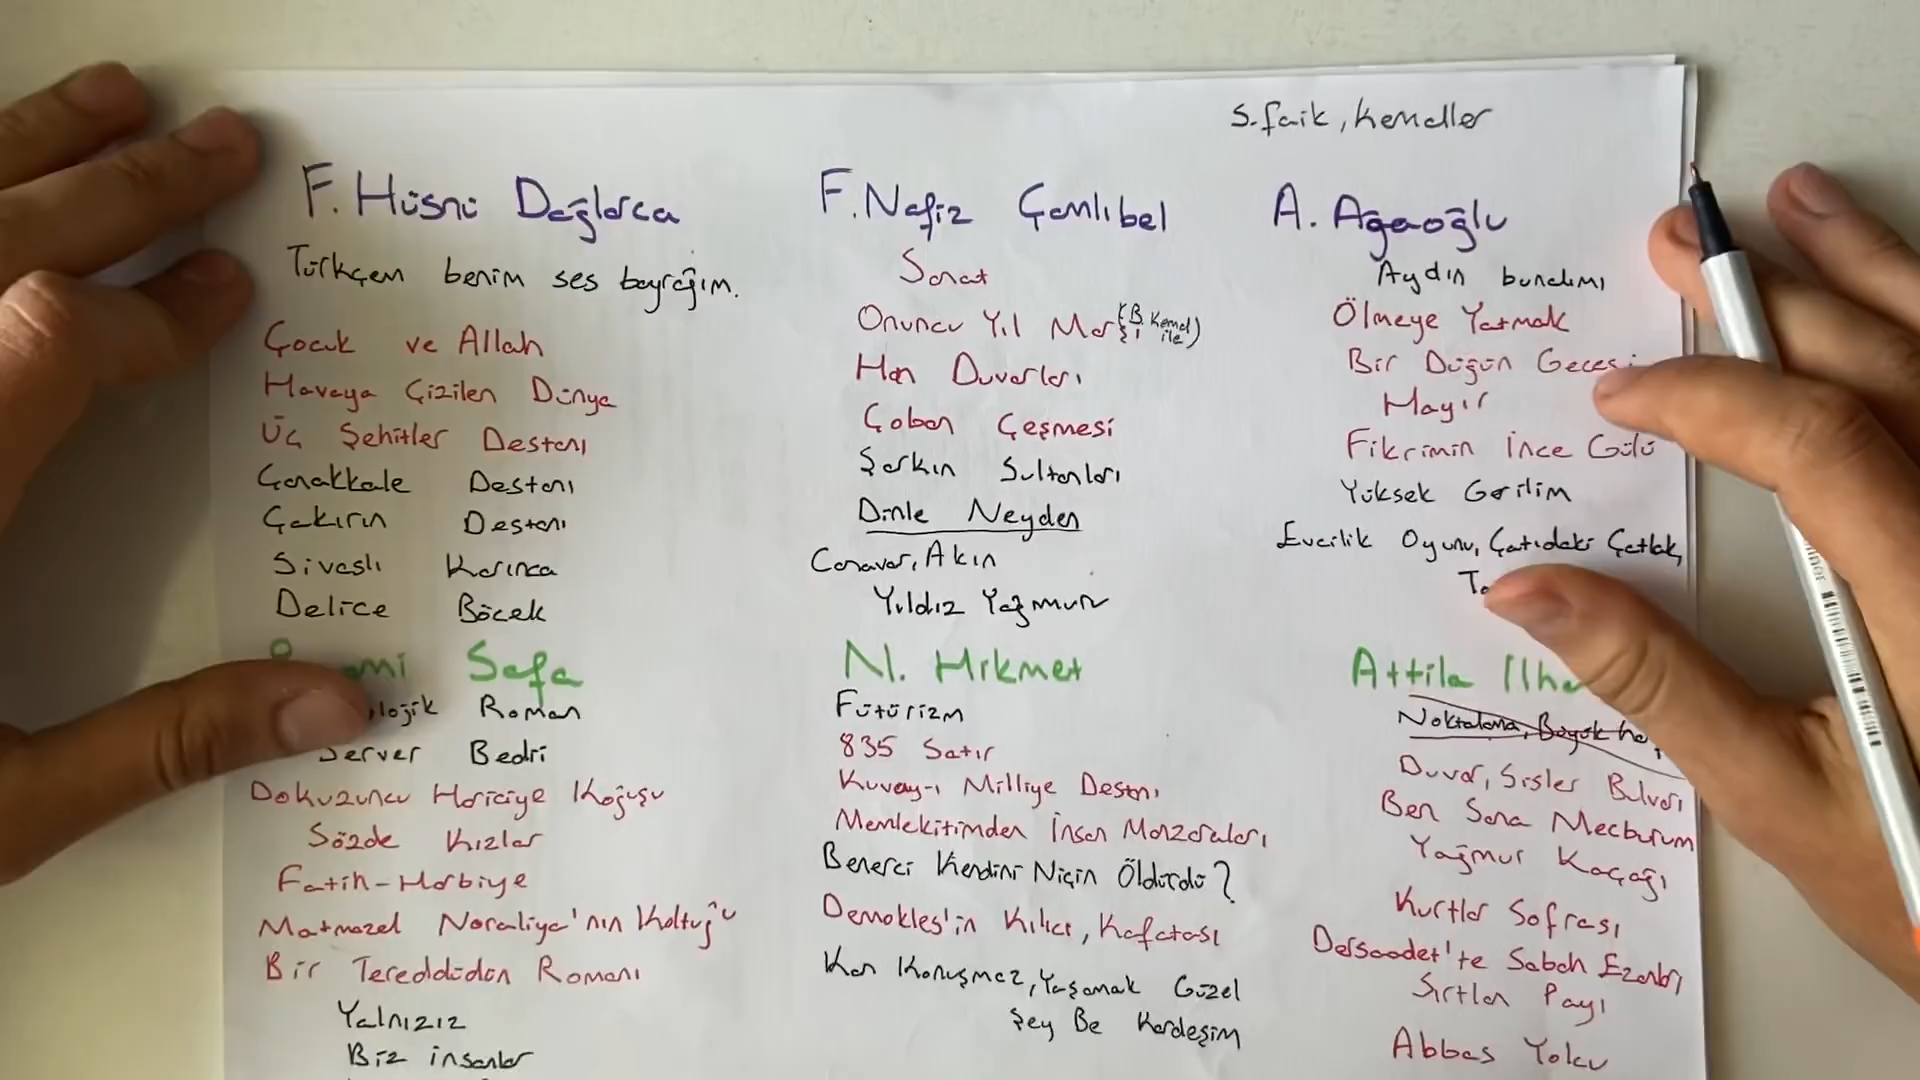 S.Faik, Kemaller
F. Hüsnü Dağlarca
Türkçem benim ses bayrağım.
Çocuk ve Allah
Havaya Çizilen Dünya
Üç Şehitler Destanı
Çanakkale Destanı
Çakırın Destanı
Sivaslı Karınca
Delice Böcek
F. Nafiz Çamlıbel
Sanat
Onuncu Yıl Marşı (B. Kemal ile)
Han Duvarları
Çoban Çeşmesi
Şarkın Sultanları
Dinle Neyden
Canavar, Akın
Yıldız Yağmuru
A. Ağaoğlu
Aydın bunalımı
Ölmeye Yatmak
Bir Düğün Gecesi
Hayır
Fikrimin İnce Gülü
Yüksek Gerilim
Evcilik Oyunu, Çatıdaki Çatlak,
Safa
Roman
Server Bedri
Dokuzuncu Hariciye Koğuşu
Sözde Kızlar
Fatih-Harbiye
Matmazel Noraliya'nın Koltuğu
Bir Tereddüdün Romanı
Yalnızız
Biz insanlar
N. Hikmet
Fütürizm
835 Satır
Kuvay-ı Milliye Destanı
Memlekitimden İnsan Manzaraları
Benerci Kendini Niçin Öldürdü?
Demokles'in Kılıcı, Kafatası
Kan Konuşmaz, Yaşamak Güzel
Şey Be Kardeşim
Attila
Noktalama, Büyük
Duvar, Sisler Bulvarı
Ben Sana Mecburum
Yağmur Kaçağı
Kurtlar Sofrası
Dersaadet'te Sabah Ezanları
Sırtlan Payı
Abbas Yolcu